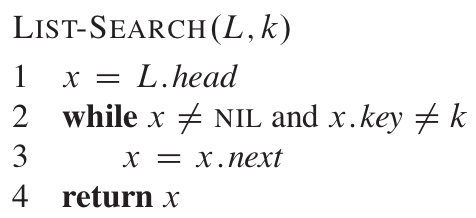 LIST-SEARCH(L, k)
1 x = L.head
2 while x ≠ NIL and x.key ≠ k
3 x = x.next
4 return x